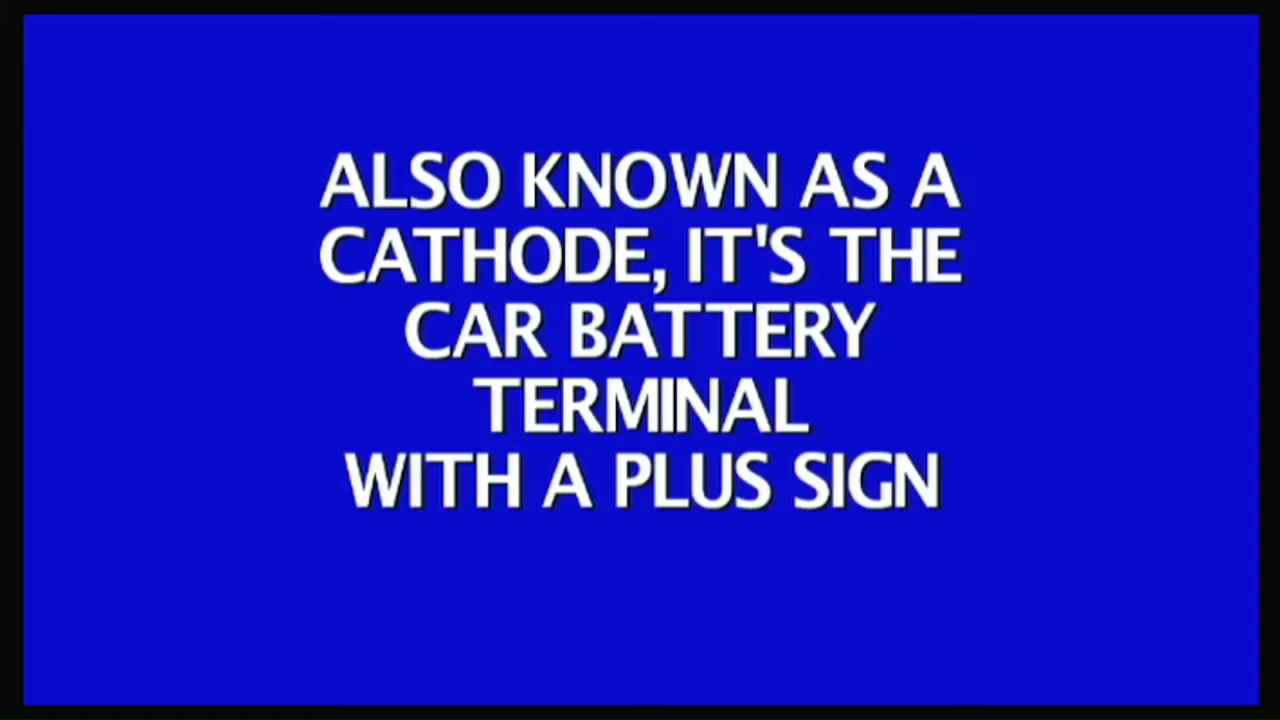 ALSO KNOWN AS A
CATHODE, IT'S THE
CAR BATTERY
TERMINAL
WITH A PLUS SIGN